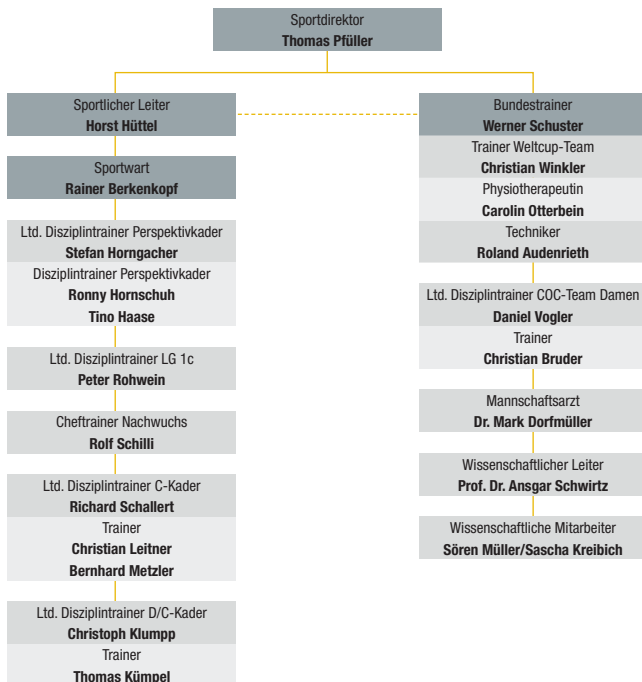 Sportdirektor
Thomas Pfüller
Sportlicher Leiter
Horst Hüttel
Sportwart
Rainer Berkenkopf
Ltd. Disziplintrainer Perspektivkader
Stefan Horngacher
Disziplintrainer Perspektivkader
Ronny Hornschuh
Tino Haase
Ltd. Disziplintrainer LG 1c
Peter Rohwein
Cheftrainer Nachwuchs
Rolf Schilli
Ltd. Disziplintrainer C-Kader
Richard Schallert
Trainer
Christian Leitner
Bernhard Metzler
Ltd. Disziplintrainer D/C-Kader
Christoph Klumpp
Trainer
Thomas Kümpel
Bundestrainer
Werner Schuster
Trainer Weltcup-Team
Christian Winkler
Physiotherapeutin
Carolin Otterbein
Techniker
Roland Audenrieth
Ltd. Disziplintrainer COC-Team Damen
Daniel Vogler
Trainer
Christian Bruder
Mannschaftsarzt
Dr. Mark Dorfmüller
Wissenschaftlicher Leiter
Prof. Dr. Ansgar Schwirtz
Wissenschaftliche Mitarbeiter
Sören Müller/Sascha Kreibich